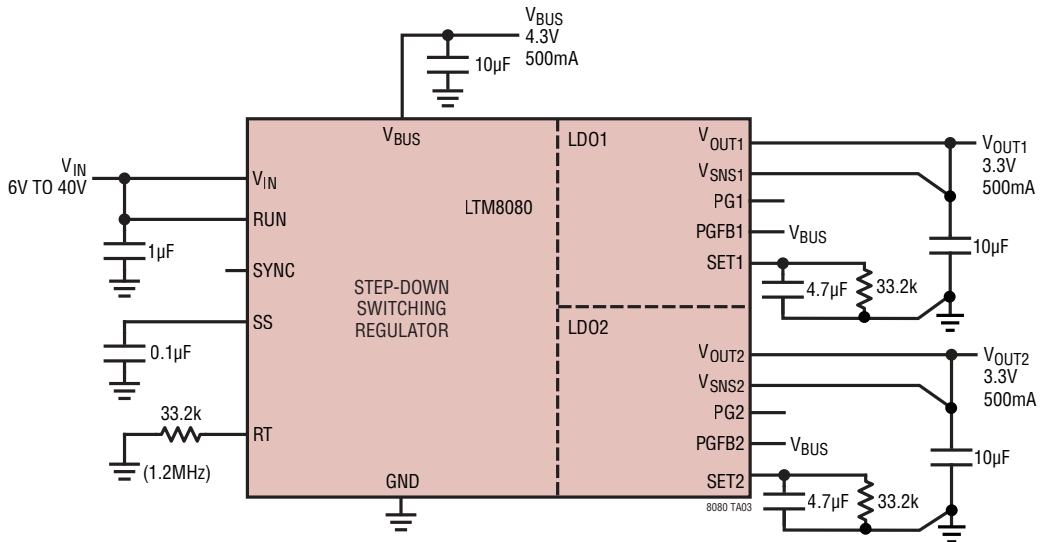 VBUS
4.3V
500mA
10µF
VBUS
LDO1
VOUT1
VOUT1
3.3V
500mA
VIN
6V TO 40V
VIN
VSNS1
LTM8080
PG1
RUN
1µF
PGFB1
VBUS
10µF
SYNC
SET1
4.7µF
33.2k
STEP-DOWN
SWITCHING
REGULATOR
SS
0.1µF
LDO2
VOUT2
VOUT2
3.3V
500mA
VSNS2
PG2
33.2k
RT
(1.2MHz)
PGFB2
VBUS
10µF
GND
SET2
4.7µF
33.2k
8080 TA03